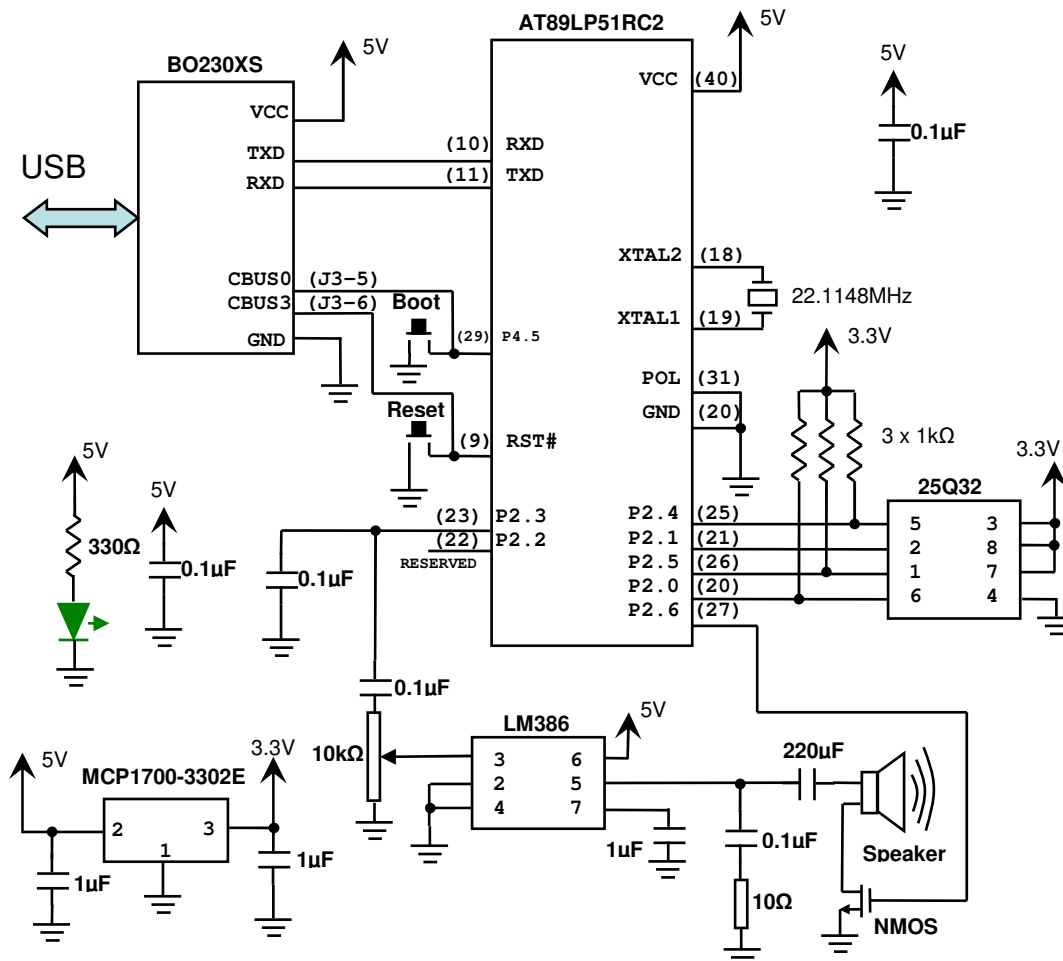 AT89LP51RC2
5V
5V
BO230XS
VCC
(40)
5V
VCC
0.1µF
TXD
(10)
RXD
USB
RXD
(11)
TXD
XTAL2
(18)
CBUS0
(J3-5)
22.1148MHz
CBUS3
(J3-6)
Boot
XTAL1
(19)
GND
(29)
P4.5
3.3V
POL
(31)
Reset
GND
(20)
(9)
RST#
3 x 1kΩ
5V
3.3V
5V
25Q32
(23)
P2.3
P2.4
(25)
5
3
330Ω
(22)
P2.2
P2.1
(21)
2
8
RESERVED
0.1µF
0.1µF
P2.5
(26)
1
7
P2.0
(20)
6
4
P2.6
(27)
0.1µF
LM386
5V
5V
3.3V
10kΩ
220µF
MCP1700-3302E
3
6
2
5
2
3
4
7
1
1µF
0.1µF
1µF
1µF
Speaker
10Ω
NMOS